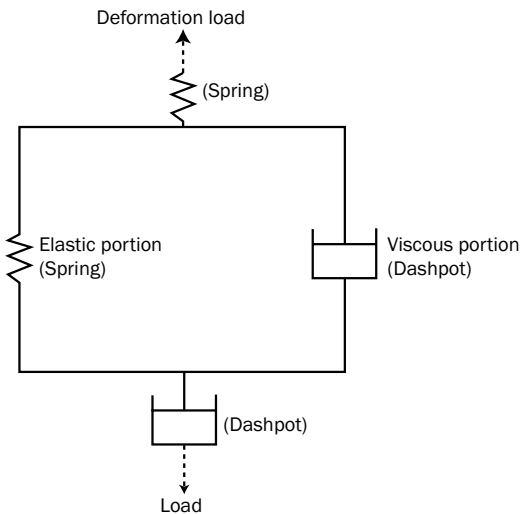 Deformation load
(Spring)
Elastic portion
(Spring)
Viscous portion
(Dashpot)
(Dashpot)
Load